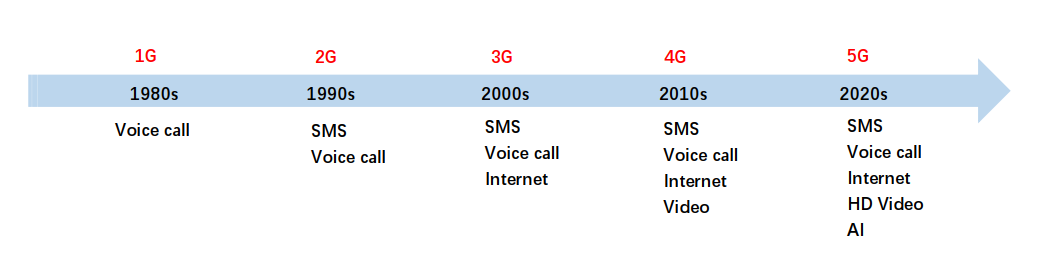 1G 2G 3G 4G 5G
1980s 1990s 2000s 2010s 2020s
Voice call
SMS
Voice call
SMS
Voice call
Internet
SMS
Voice call
Internet
Video
SMS
Voice call
Internet
HD Video
AI